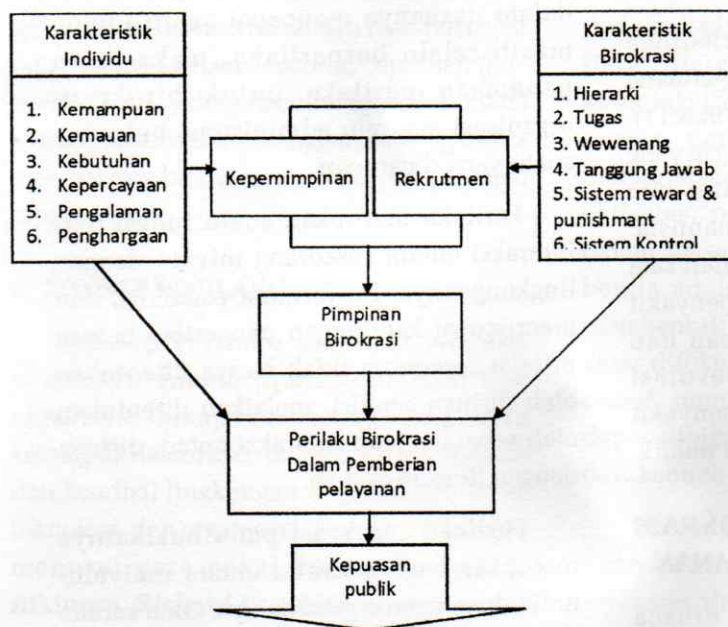 Karakteristik
Individu
1. Kemampuan
2. Kemauan
3. Kebutuhan
4. Kepercayaan
5. Pengalaman
6. Penghargaan
Kepemimpinan
Rekrutmen
Karakteristik
Birokrasi
1. Hierarki
2. Tugas
3. Wewenang
4. Tanggung Jawab
5. Sistem reward &
punishmant
6. Sistem Kontrol
Pimpinan
Birokrasi
Perilaku Birokrasi
Dalam Pemberian
pelayanan
Kepuasan
publik